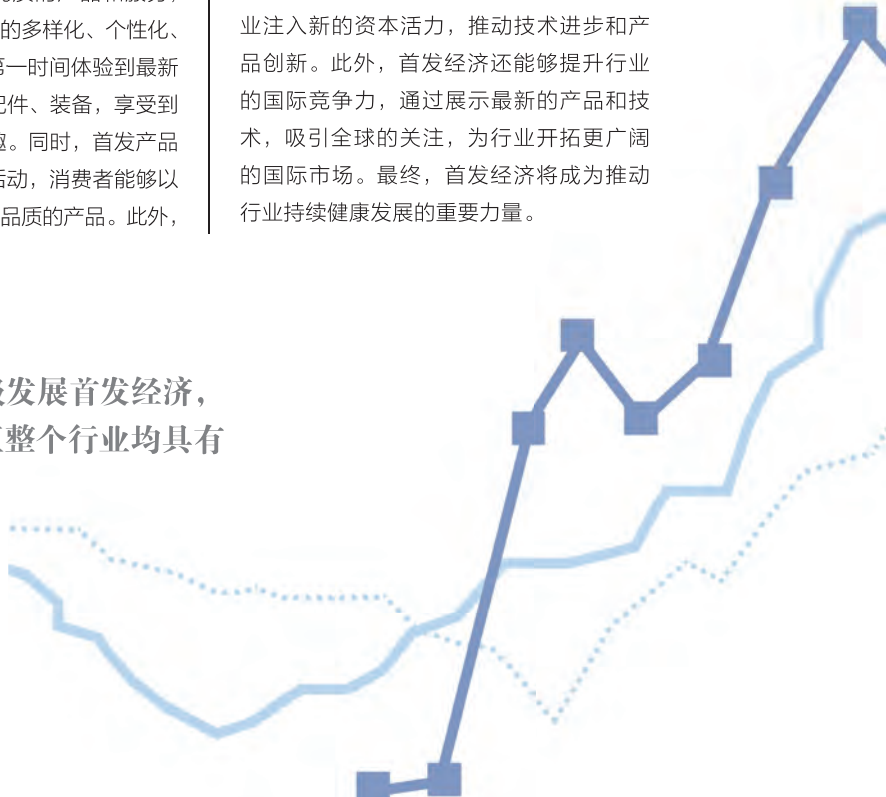 的多样化、个性化、
第一时间体验到最新
配件、装备，享受到
趣。同时，首发产品
活动，消费者能够以
品质的产品。此外，
业注入新的资本活力，推动技术进步和产
品创新。此外，首发经济还能够提升行业
的国际竞争力，通过展示最新的产品和技
术，吸引全球的关注，为行业开拓更广阔
的国际市场。最终，首发经济将成为推动
行业持续健康发展的重要力量。
发展首发经济，
整个行业均具有